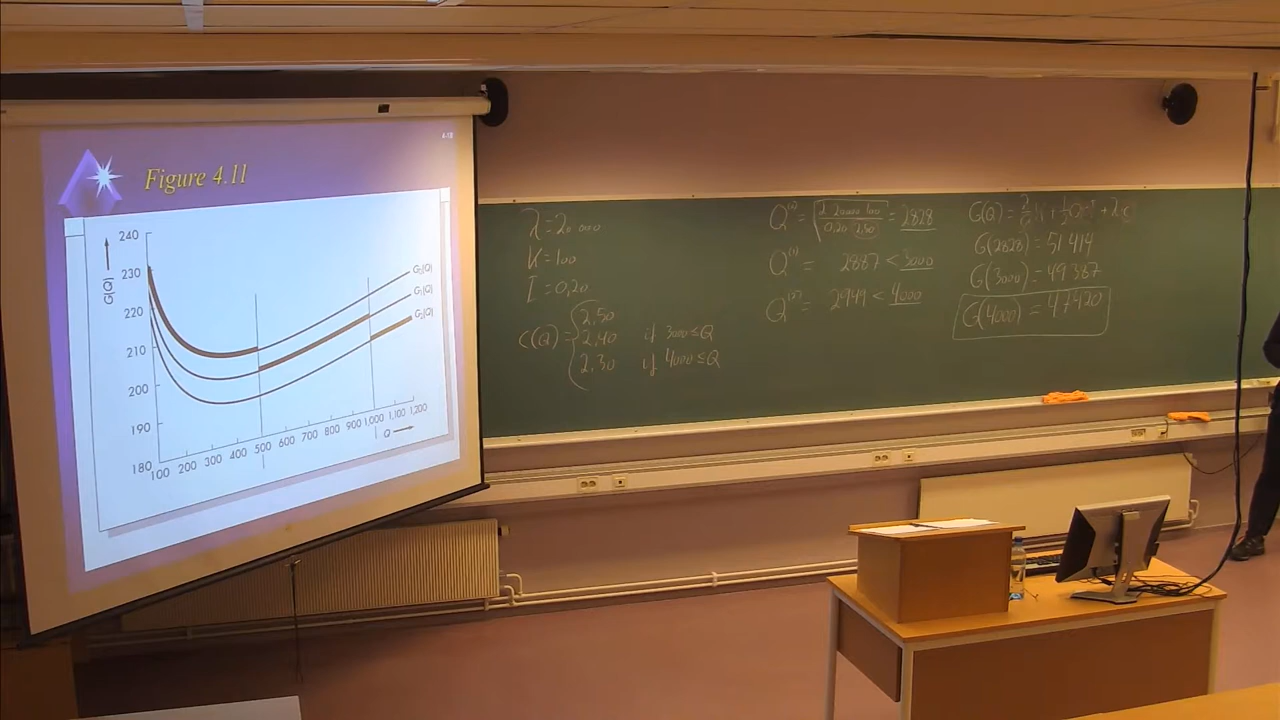 4-18
Figure 4.11
G(Q)
240
230
220
210
200
190
180
100 200 300 400 500 600 700 800 900 1,000 1,100 1,200
Q
G₀(Q)
G₁(Q)
G₂(Q)
λ = 20 000
K = 100
I = 0,20
C(Q) = { 2,50
2,40 if 3000 ≤ Q
2,30 if 4000 ≤ Q
= 2828
Q⁽¹⁾ = 2887 < 3000
Q⁽²⁾ = 2949 < 4000
G(Q) =
G(2828) = 51 414
G(3000) = 49 387
G(4000) = 47 420